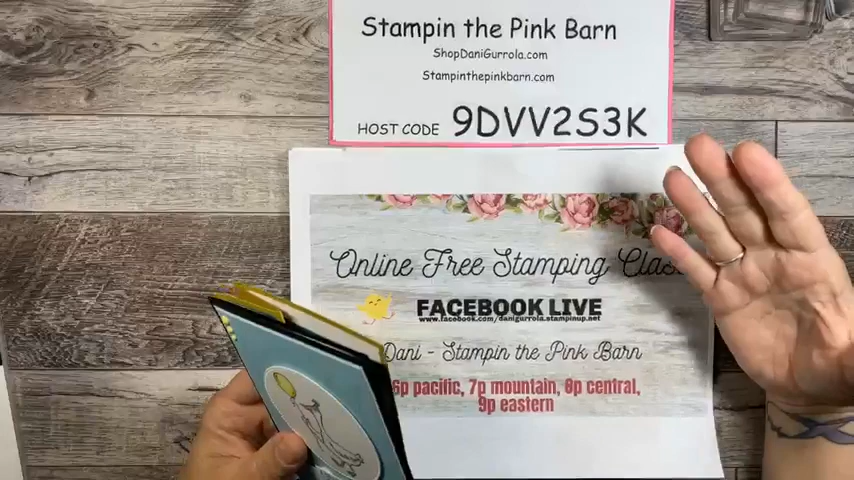 Stampin the Pink Barn
ShopDaniGurrola.com
Stampinthepinkbarn.com
HOST CODE 9DVV2S3K
Online Free Stamping Clas
FACEBOOK LIVE
www.facebook.com/danigurrola.stampinup.net
Dani - Stampin the Pink Barn
6p pacific, 7p mountain, 8p central,
9p eastern